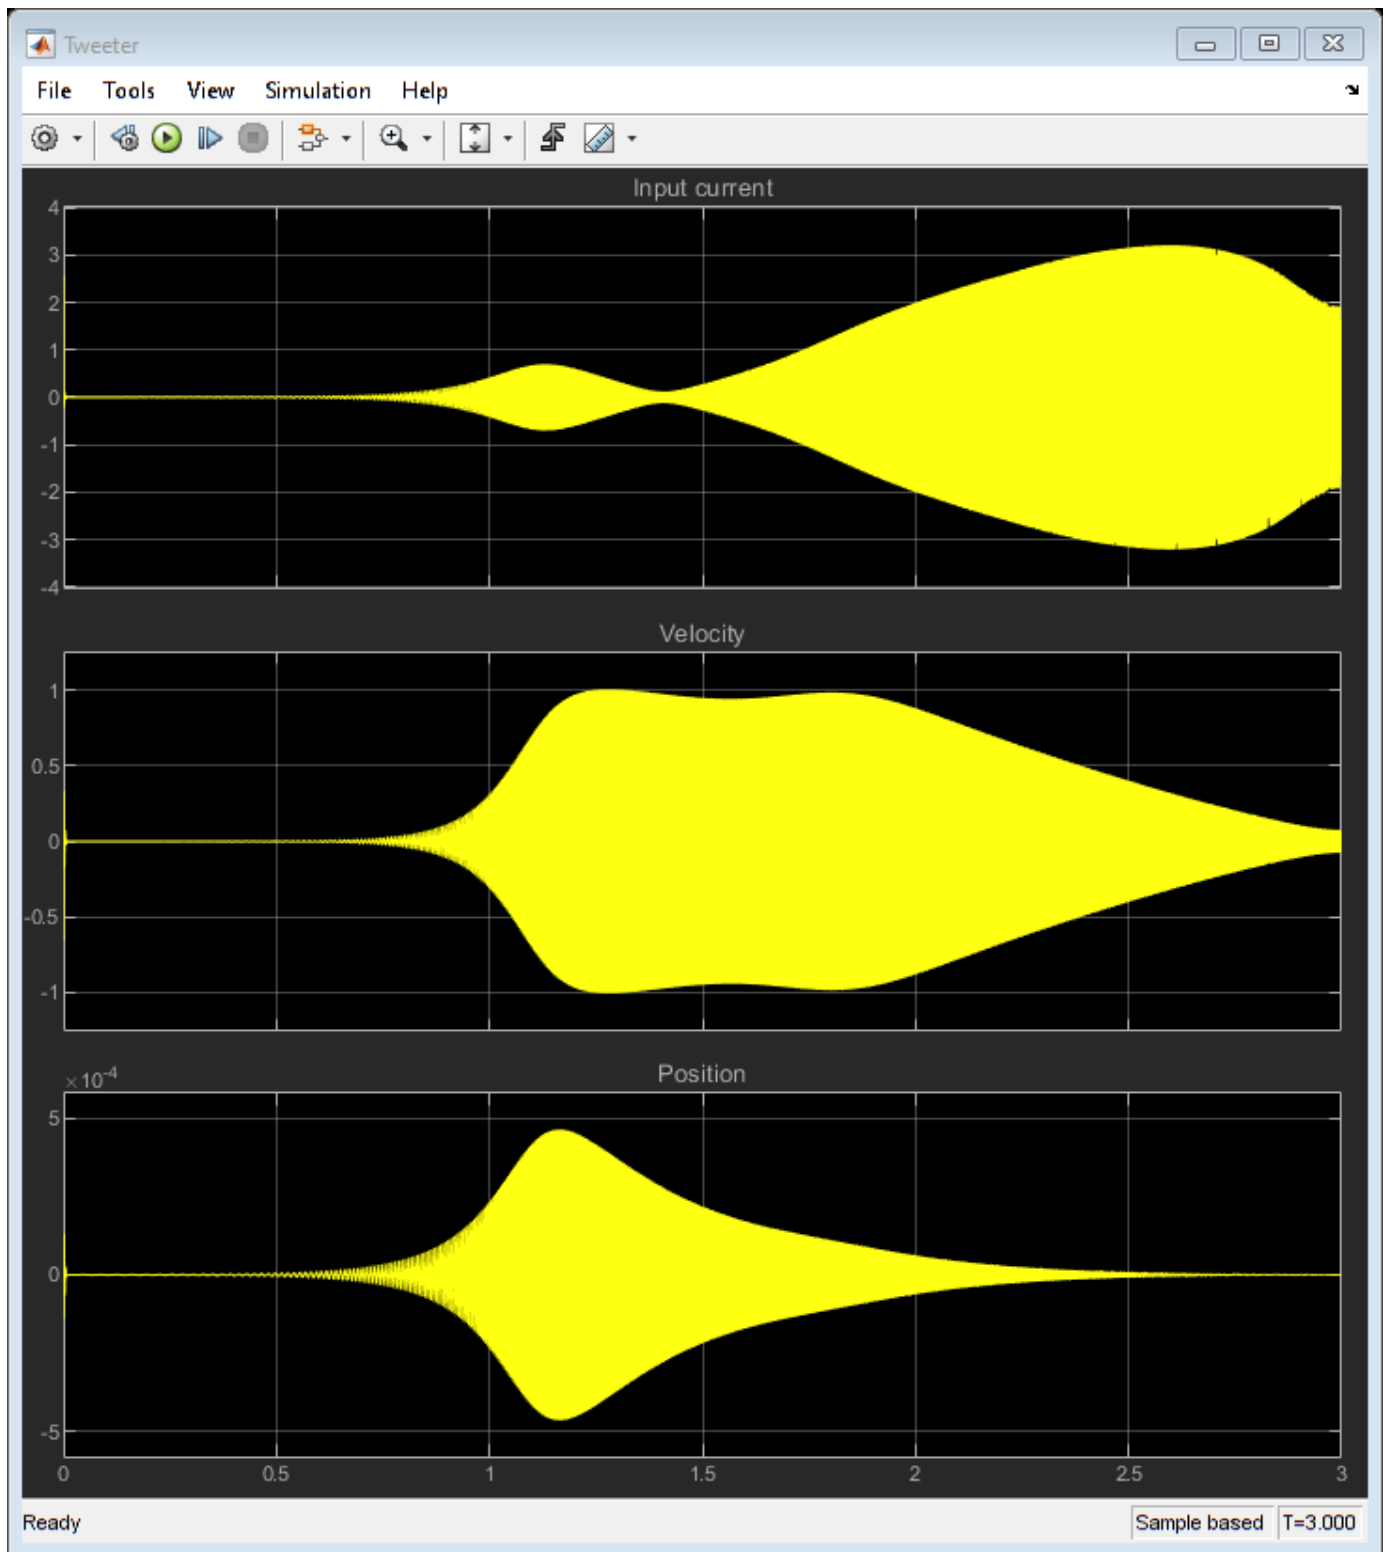 Tweeter
File Tools View Simulation Help
Input current
4
3
2
1
0
-1
-2
-3
-4
Velocity
1
0.5
0
-0.5
-1
×10^-4
Position
5
0
-5
0 0.5 1 1.5 2 2.5 3
Ready Sample based T=3.000